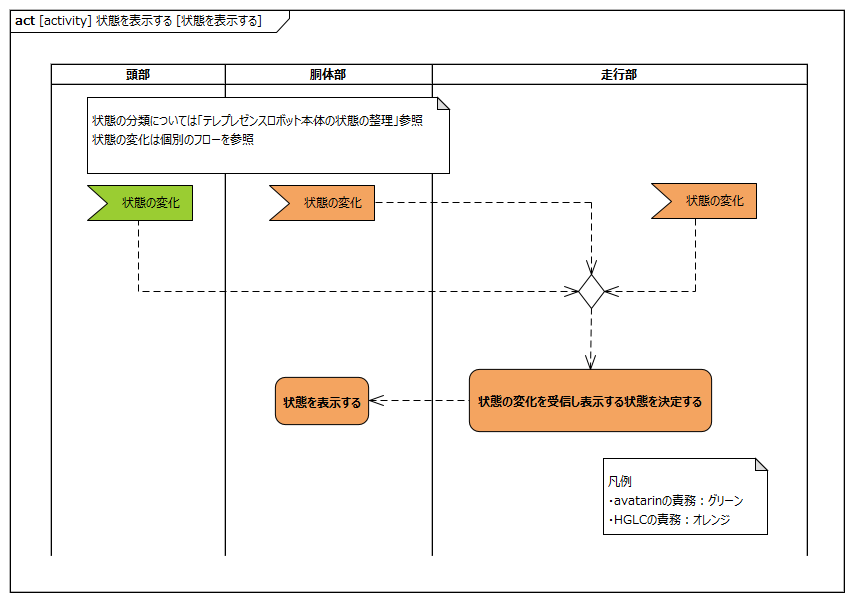 act [activity] 状態を表示する [状態を表示する]
頭部
胴体部
走行部
状態の分類については「テレプレゼンスロボット本体の状態の整理」参照
状態の変化は個別のフローを参照
状態の変化
状態の変化
状態の変化
状態を表示する
状態の変化を受信し表示する状態を決定する
凡例
・avatarinの責務：グリーン
・HGLCの責務：オレンジ